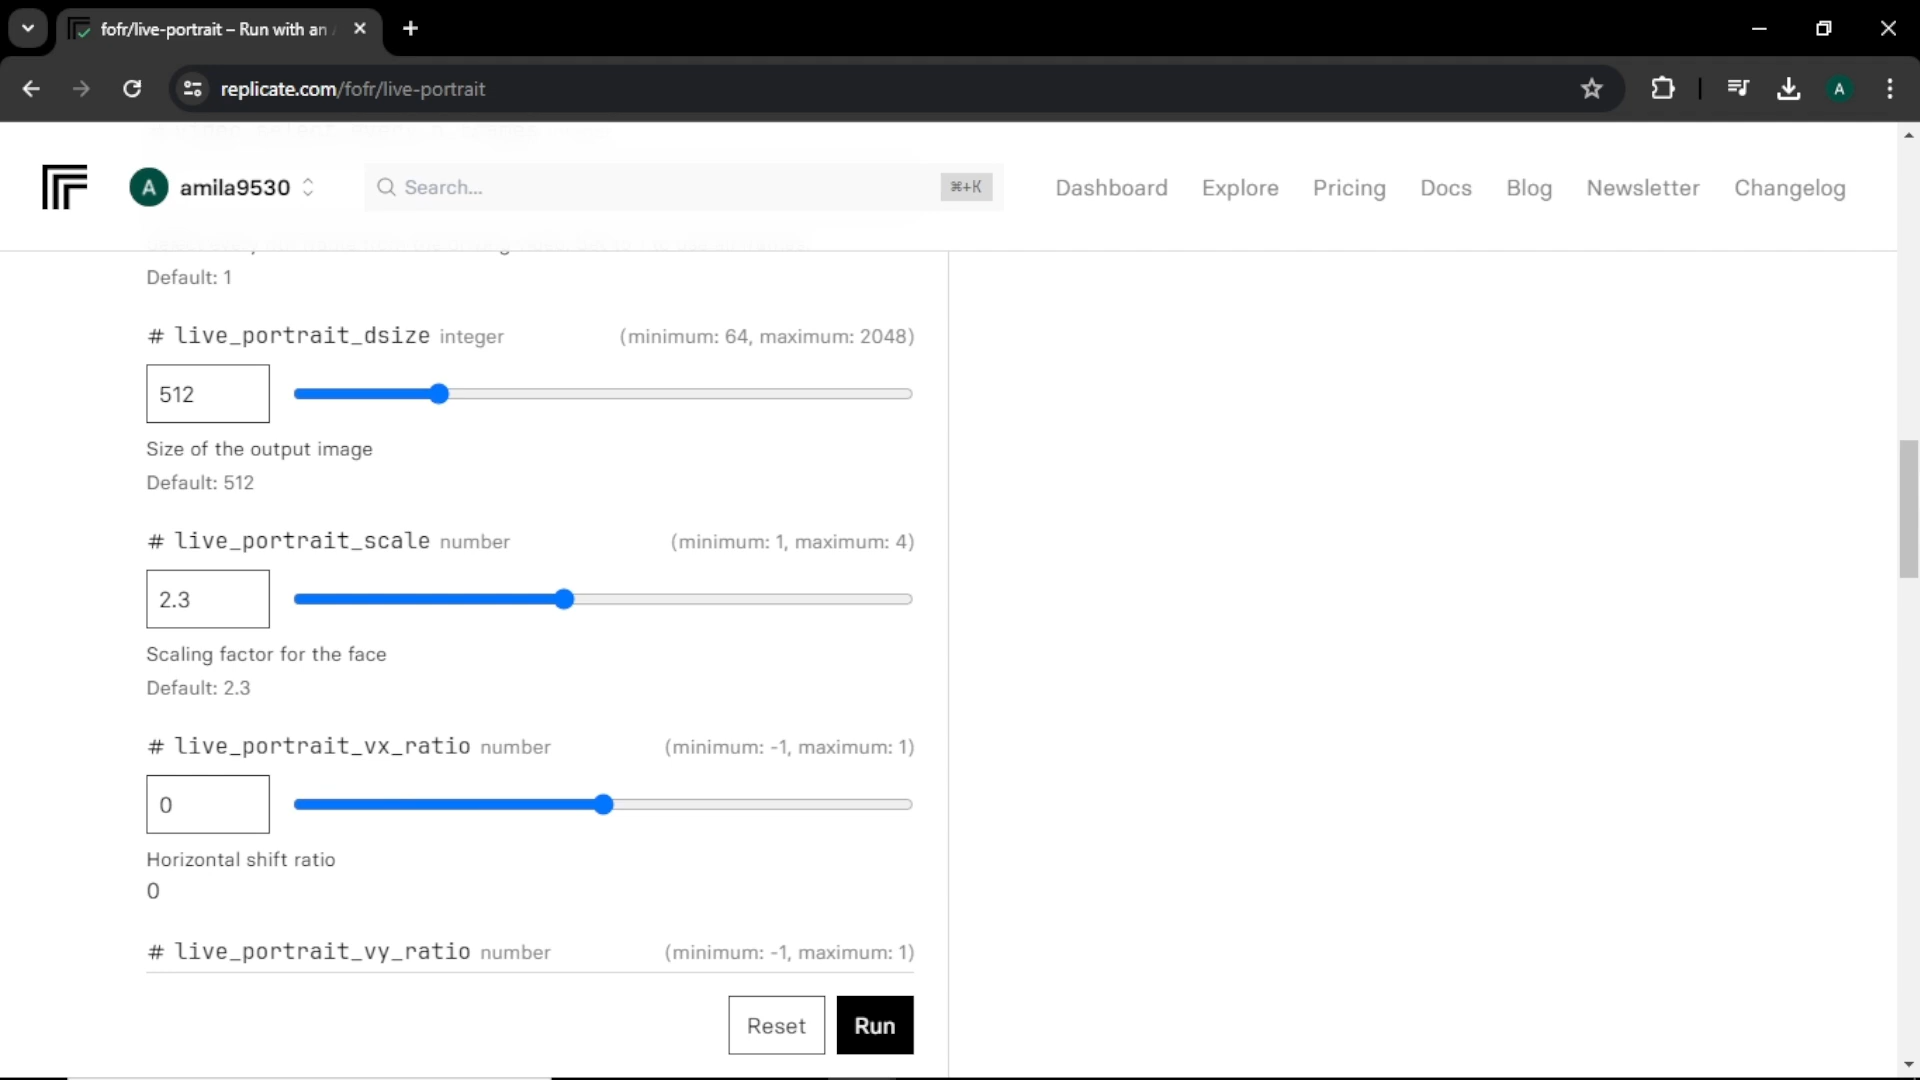 fofr/live-portrait – Run with an
replicate.com/fofr/live-portrait
A
A
amila9530
Search...
⌘+K
Dashboard
Explore
Pricing
Docs
Blog
Newsletter
Changelog
Default: 1
# live_portrait_dsize integer (minimum: 64, maximum: 2048)
512
Size of the output image
Default: 512
# live_portrait_scale number (minimum: 1, maximum: 4)
2.3
Scaling factor for the face
Default: 2.3
# live_portrait_vx_ratio number (minimum: -1, maximum: 1)
0
Horizontal shift ratio
0
# live_portrait_vy_ratio number (minimum: -1, maximum: 1)
Reset
Run